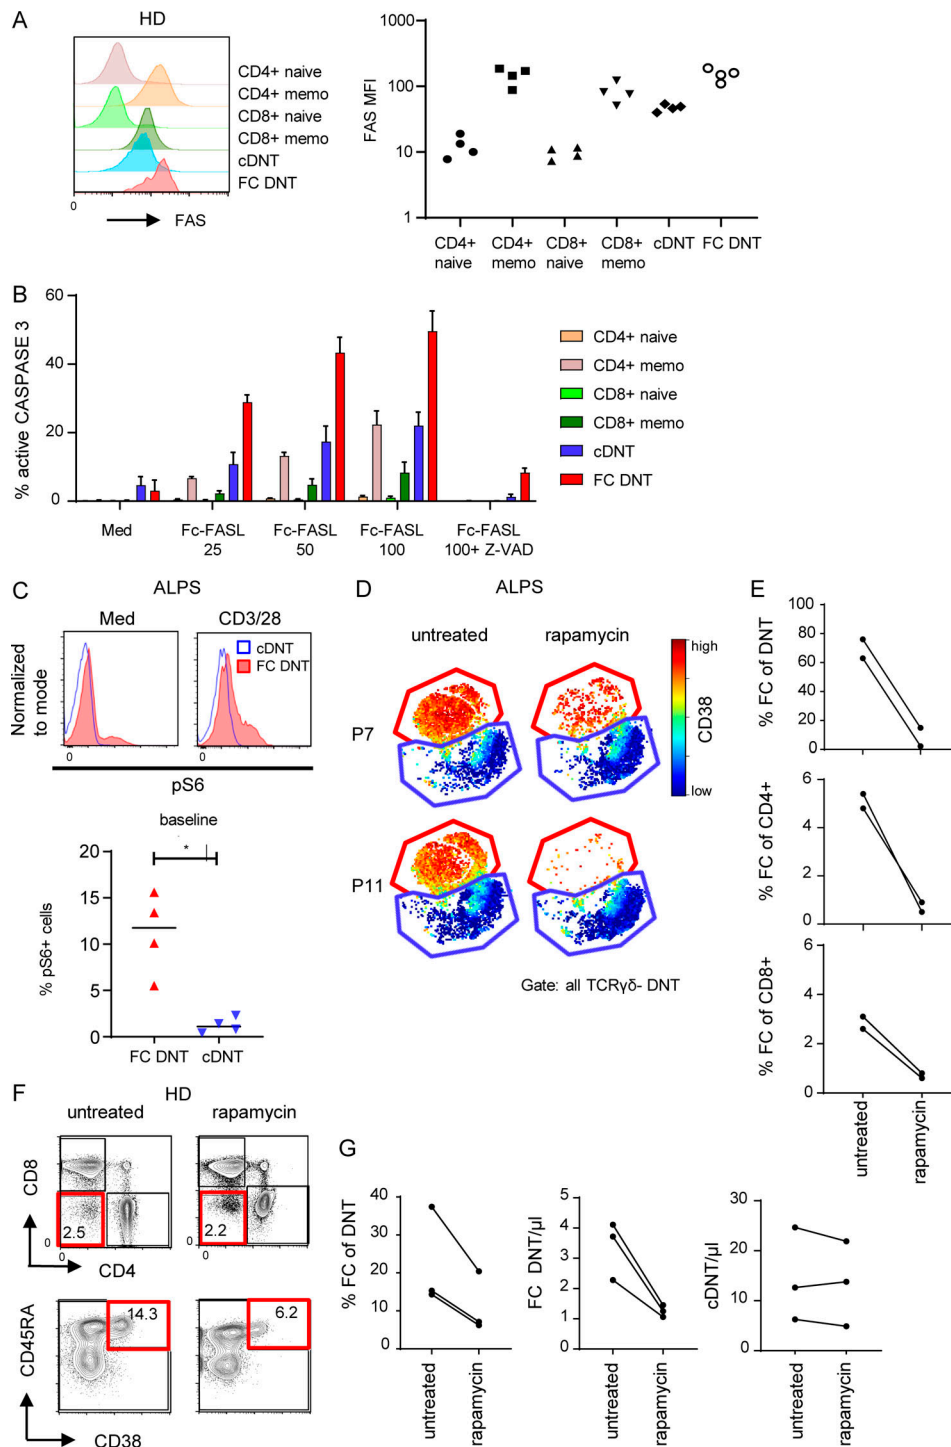 A
HD
CD4+ naive
CD4+ memo
CD8+ naive
CD8+ memo
cDNT
FC DNT
0
FAS
FAS MFI
1000
100
10
1
CD4+ naive
CD4+ memo
CD8+ naive
CD8+ memo
cDNT
FC DNT
B
% active CASPASE 3
60
40
20
0
Med
Fc-FASL 25
Fc-FASL 50
Fc-FASL 100
Fc-FASL 100+ Z-VAD
CD4+ naive
CD4+ memo
CD8+ naive
CD8+ memo
cDNT
FC DNT
C
ALPS
Med
CD3/28
Normalized to mode
cDNT
FC DNT
0
0
pS6
baseline
*
% pS6+ cells
20
15
10
5
0
FC DNT
cDNT
D
ALPS
untreated
rapamycin
P7
P11
high
CD38
low
Gate: all TCRγδ- DNT
E
% FC of DNT
100
80
60
40
20
0
% FC of CD4+
6
4
2
0
% FC of CD8+
6
4
2
0
untreated
rapamycin
F
HD
untreated
rapamycin
CD8
2.5
2.2
0
0
0
CD4
CD45RA
14.3
6.2
CD38
G
% FC of DNT
40
30
20
10
untreated
rapamycin
FC DNT/µl
5
4
3
2
1
0
untreated
rapamycin
cDNT/µl
30
20
10
0
untreated
rapamycin